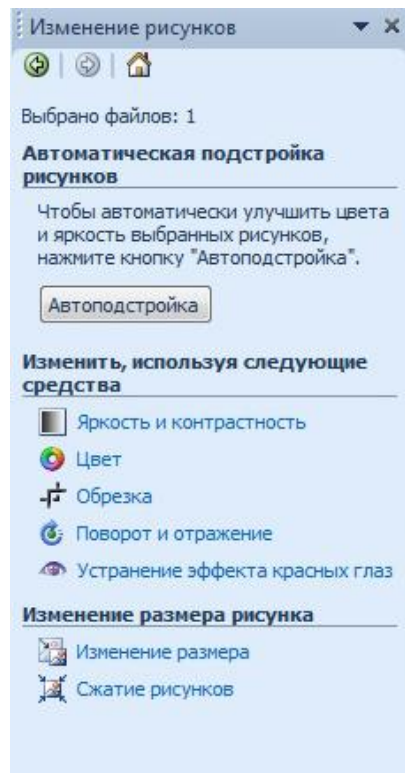 Изменение рисунков
Выбрано файлов: 1
Автоматическая подстройка
рисунков
Чтобы автоматически улучшить цвета
и яркость выбранных рисунков,
нажмите кнопку "Автоподстройка".
Автоподстройка
Изменить, используя следующие
средства
Яркость и контрастность
Цвет
Обрезка
Поворот и отражение
Устранение эффекта красных глаз
Изменение размера рисунка
Изменение размера
Сжатие рисунков